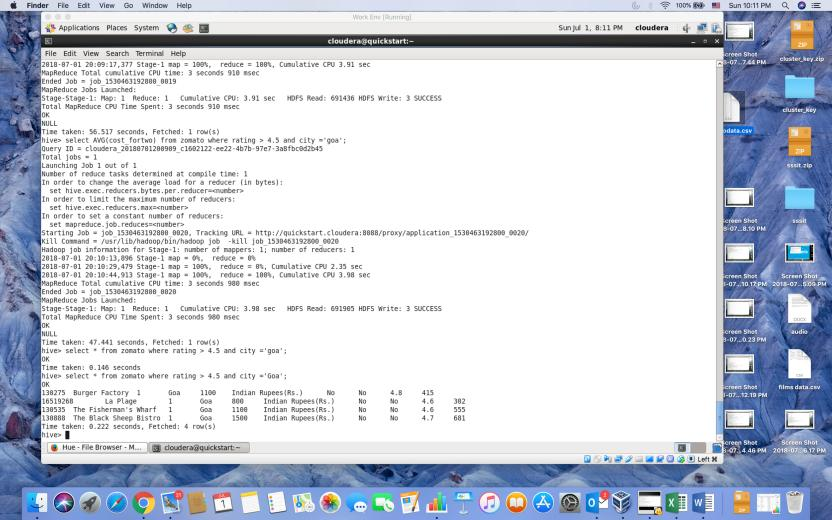 Finder File Edit View Go Window Help
100% Sun 10:11 PM
Work Env [Running]
Applications Places System
Sun Jul 1, 8:11 PM cloudera
cloudera@quickstart:~
File Edit View Search Terminal Help
2018-07-01 20:09:17,377 Stage-1 map = 100%, reduce = 100%, Cumulative CPU 3.91 sec
MapReduce Total cumulative CPU time: 3 seconds 910 msec
Ended Job = job_1530463192800_0019
MapReduce Jobs Launched:
Stage-Stage-1: Map: 1 Reduce: 1 Cumulative CPU: 3.91 sec HDFS Read: 691436 HDFS Write: 3 SUCCESS
Total MapReduce CPU Time Spent: 3 seconds 910 msec
OK
NULL
Time taken: 56.517 seconds, Fetched: 1 row(s)
hive> select AVG(cost_fortwo) from zomato where rating > 4.5 and city ='goa';
Query ID = cloudera_20180701200909_c1602122-ee22-4b7b-97e7-3a8fbc0d2b45
Total jobs = 1
Launching Job 1 out of 1
Number of reduce tasks determined at compile time: 1
In order to change the average load for a reducer (in bytes):
set hive.exec.reducers.bytes.per.reducer=<number>
In order to limit the maximum number of reducers:
set hive.exec.reducers.max=<number>
In order to set a constant number of reducers:
set mapreduce.job.reduces=<number>
Starting Job = job_1530463192800_0020, Tracking URL = http://quickstart.cloudera:8088/proxy/application_1530463192800_0020/
Kill Command = /usr/lib/hadoop/bin/hadoop job -kill job_1530463192800_0020
Hadoop job information for Stage-1: number of mappers: 1; number of reducers: 1
2018-07-01 20:10:13,896 Stage-1 map = 0%, reduce = 0%
2018-07-01 20:10:29,479 Stage-1 map = 100%, reduce = 0%, Cumulative CPU 2.35 sec
2018-07-01 20:10:44,913 Stage-1 map = 100%, reduce = 100%, Cumulative CPU 3.98 sec
MapReduce Total cumulative CPU time: 3 seconds 980 msec
Ended Job = job_1530463192800_0020
MapReduce Jobs Launched:
Stage-Stage-1: Map: 1 Reduce: 1 Cumulative CPU: 3.98 sec HDFS Read: 691905 HDFS Write: 3 SUCCESS
Total MapReduce CPU Time Spent: 3 seconds 980 msec
OK
NULL
Time taken: 47.441 seconds, Fetched: 1 row(s)
hive> select * from zomato where rating > 4.5 and city ='goa';
OK
Time taken: 0.146 seconds
hive> select * from zomato where rating > 4.5 and city ='Goa';
OK
130275 Burger Factory 1 Goa 1100 Indian Rupees(Rs.) No No 4.8 415
16519268 La Plage 1 Goa 800 Indian Rupees(Rs.) No No 4.6 302
130535 The Fisherman's Wharf 1 Goa 1100 Indian Rupees(Rs.) No No 4.6 555
130888 The Black Sheep Bistro 1 Goa 1500 Indian Rupees(Rs.) No No 4.7 681
Time taken: 0.222 seconds, Fetched: 4 row(s)
hive>
Hue - File Browser - M...
cloudera@quickstart:~
Left ⌘
creen Shot
8-07...7.44 PM
cluster_key.zip
ZIP
odata.csv
cluster_key
ZIP
sssit.zip
creen Shot
8-07...8.10 PM
sssit
creen Shot
8-07...10.17 PM
Screen Shot
2018-07...5.09 PM
creen Shot
8-07...0.23 PM
DOCX
audio
creen Shot
CSV
films data.csv
creen Shot
8-07...4.46 PM
Screen Shot
2018-07...6.17 PM